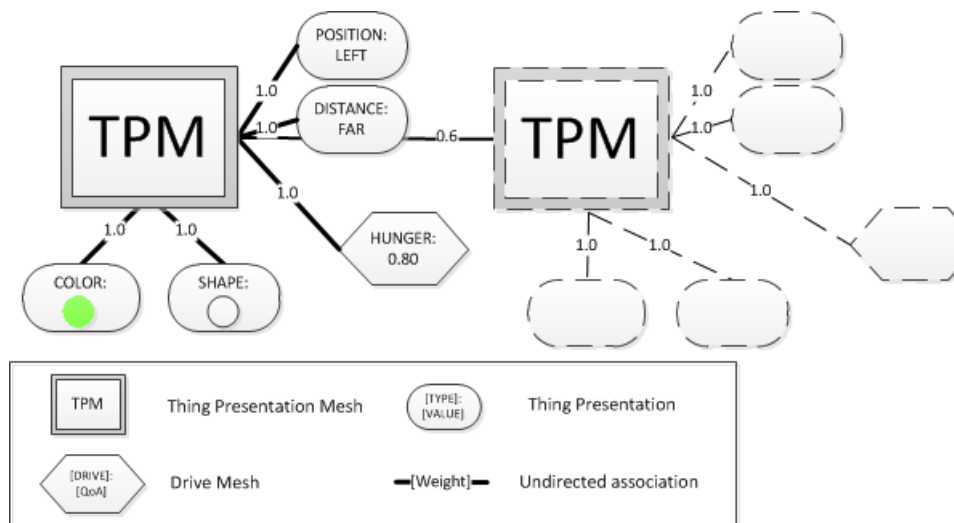 POSITION:
LEFT
1.0
TPM
DISTANCE:
FAR
1.0
0.6
1.0
HUNGER:
0.80
1.0
1.0
COLOR:
SHAPE:
TPM
1.0
1.0
1.0
1.0
1.0
TPM
Thing Presentation Mesh
[TYPE]:
[VALUE]
Thing Presentation
[DRIVE]:
[QoA]
Drive Mesh
[Weight]
Undirected association